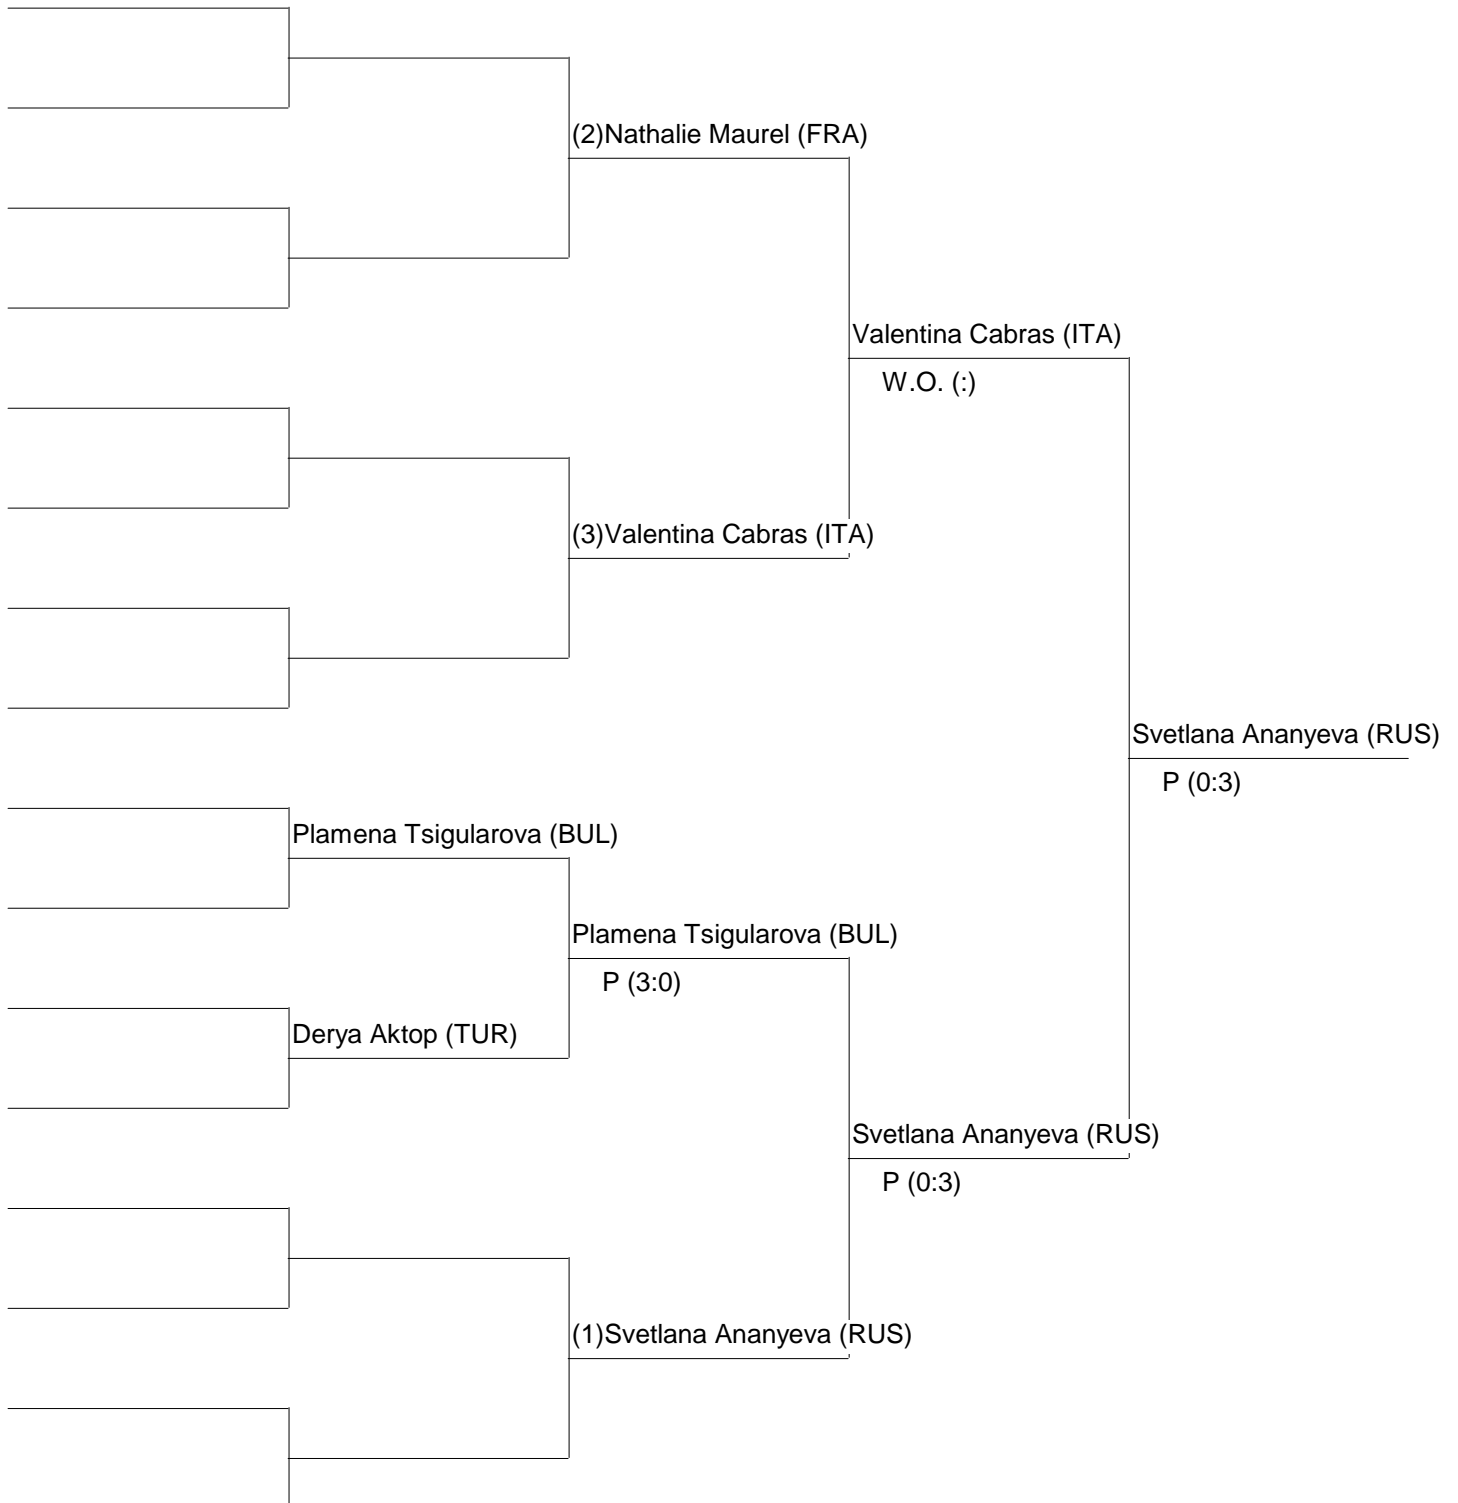 (2)Nathalie Maurel (FRA)
Valentina Cabras (ITA)
W.O. (:)
(3)Valentina Cabras (ITA)
Svetlana Ananyeva (RUS)
P (0:3)
Plamena Tsigularova (BUL)
Plamena Tsigularova (BUL)
P (3:0)
Derya Aktop (TUR)
Svetlana Ananyeva (RUS)
P (0:3)
(1)Svetlana Ananyeva (RUS)